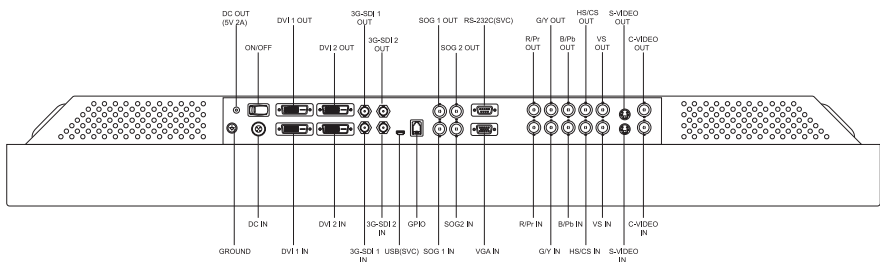 DC OUT
(5V 2A)
ON/OFF
DVI 1 OUT
DVI 2 OUT
3G-SDI 1
OUT
3G-SDI 2
OUT
SOG 1 OUT
SOG 2 OUT
RS-232C(SVC)
R/Pr
OUT
G/Y OUT
B/Pb
OUT
HS/CS
OUT
VS
OUT
S-VIDEO
OUT
C-VIDEO
OUT
GROUND
DC IN
DVI 1 IN
DVI 2 IN
3G-SDI 1
IN
3G-SDI 2
IN
USB(SVC)
GPIO
SOG 1 IN
SOG2 IN
VGA IN
R/Pr IN
G/Y IN
B/Pb IN
HS/CS IN
VS IN
S-VIDEO
IN
C-VIDEO
IN